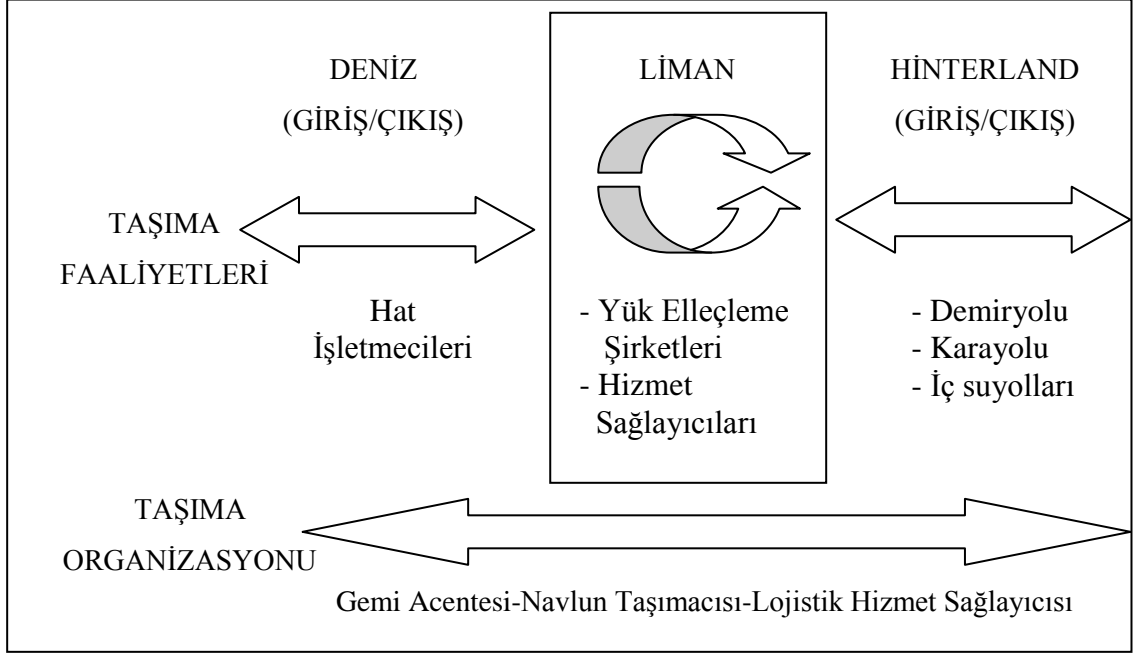 DENİZ
(GİRİŞ/ÇIKIŞ)
LİMAN
HİNTERLAND
(GİRİŞ/ÇIKIŞ)
TAŞIMA
FAALİYETLERİ
Hat
İşletmecileri
- Yük Elleçleme
Şirketleri
- Hizmet
Sağlayıcıları
- Demiryolu
- Karayolu
- İç suyolları
TAŞIMA
ORGANİZASYONU
Gemi Acentesi-Navlun Taşımacısı-Lojistik Hizmet Sağlayıcısı